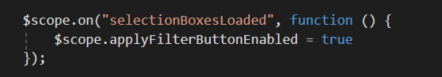 $scope.on("selectionBoxesLoaded", function () {
    $scope.applyFilterButtonEnabled = true
});